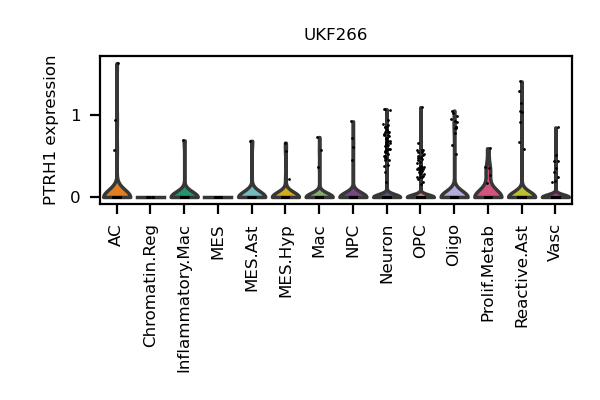 UKF266
PTRH1 expression
1
0
AC
Chromatin.Reg
Inflammatory.Mac
MES
MES.Ast
MES.Hyp
Mac
NPC
Neuron
OPC
Oligo
Prolif.Metab
Reactive.Ast
Vasc